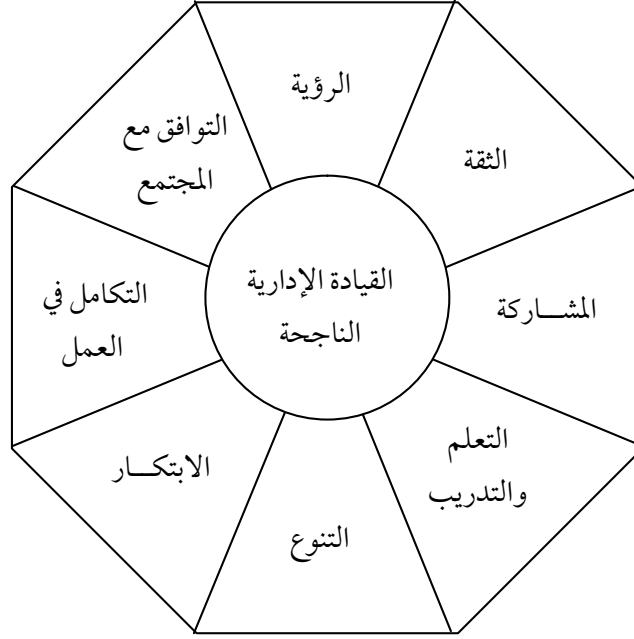 الرؤية
الثقة
المشـــاركة
التعلم
والتدريب
التنوع
الابتكـــار
التكامل في
العمل
التوافق مع
المجتمع
القيادة الإدارية
الناجحة